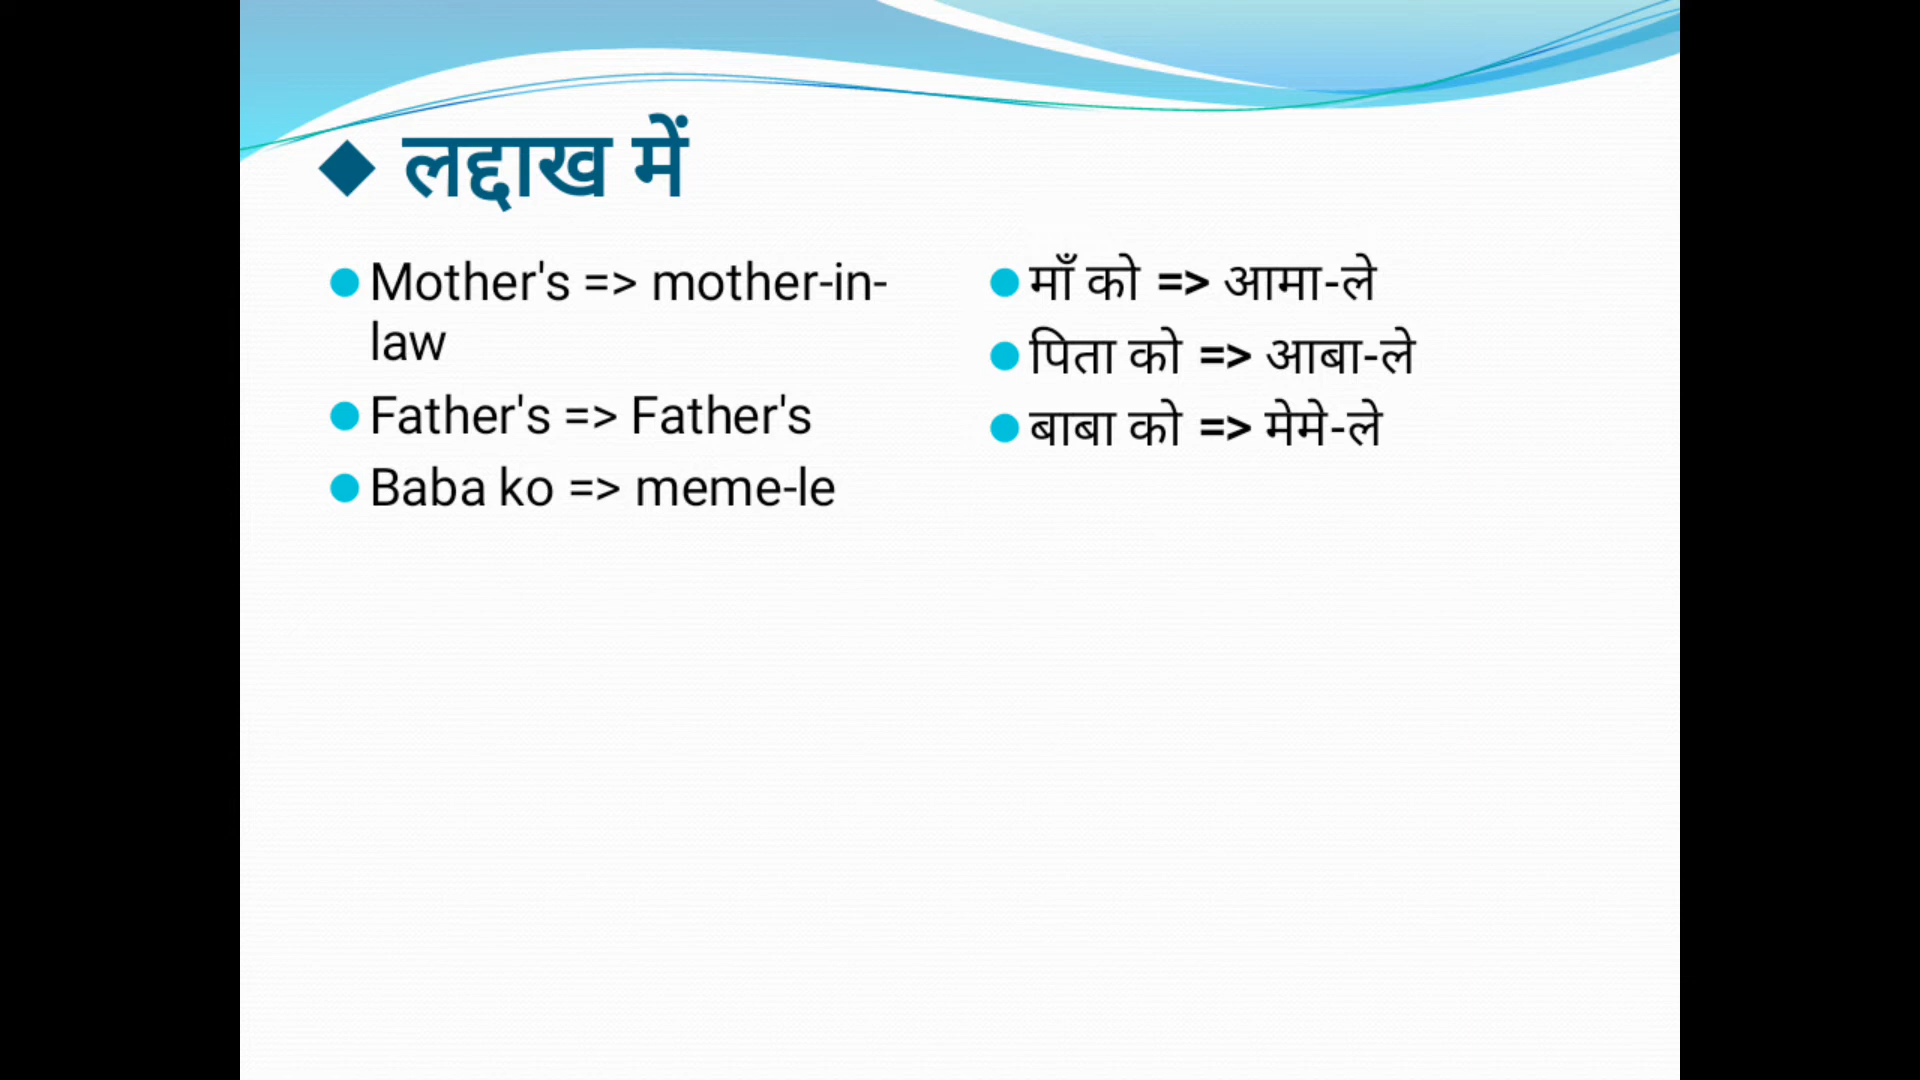 ◆ लद्दाख में
Mother's => mother-in-
law
Father's => Father's
Baba ko => meme-le
माँ को => आमा-ले
पिता को => आबा-ले
बाबा को => मेमे-ले